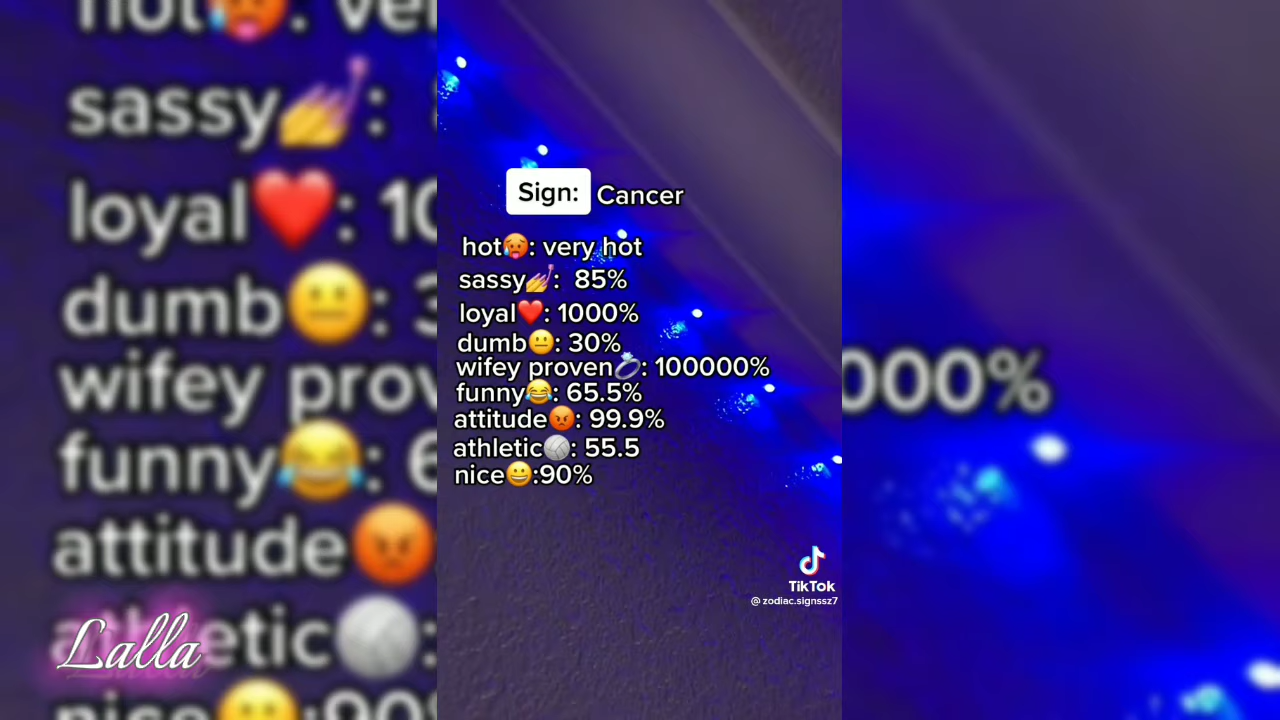 Sign: Cancer
hot🥵: very hot
sassy💅: 85%
loyal❤️: 1000%
dumb😐: 30%
wifey proven💍: 100000%
funny😂: 65.5%
attitude😡: 99.9%
athletic🏐: 55.5
nice😀:90%
TikTok
@zodiac.signssz7
Lalla